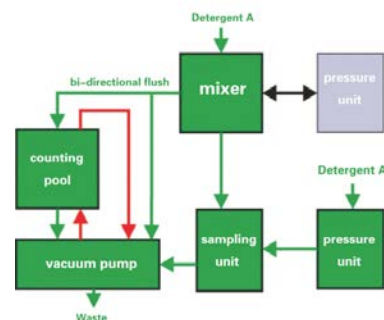 Detergent A
bi-directional flush
mixer
pressure
unit
counting
pool
Detergent A
vacuum pump
sampling
unit
pressure
unit
Waste